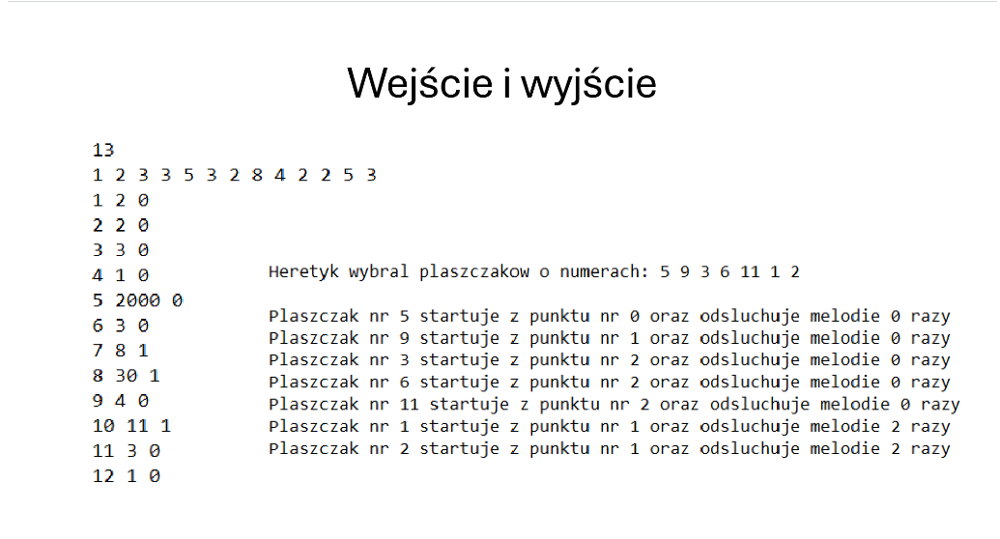 Wejście i wyjście
13
1 2 3 3 5 3 2 8 4 2 2 5 3
1 2 0
2 2 0
3 3 0
4 1 0
5 2000 0
6 3 0
7 8 1
8 30 1
9 4 0
10 11 1
11 3 0
12 1 0
Heretyk wybral plaszczakow o numerach: 5 9 3 6 11 1 2
Plaszczak nr 5 startuje z punktu nr 0 oraz odsluchuje melodie 0 razy
Plaszczak nr 9 startuje z punktu nr 1 oraz odsluchuje melodie 0 razy
Plaszczak nr 3 startuje z punktu nr 2 oraz odsluchuje melodie 0 razy
Plaszczak nr 6 startuje z punktu nr 2 oraz odsluchuje melodie 0 razy
Plaszczak nr 11 startuje z punktu nr 2 oraz odsluchuje melodie 0 razy
Plaszczak nr 1 startuje z punktu nr 1 oraz odsluchuje melodie 2 razy
Plaszczak nr 2 startuje z punktu nr 1 oraz odsluchuje melodie 2 razy